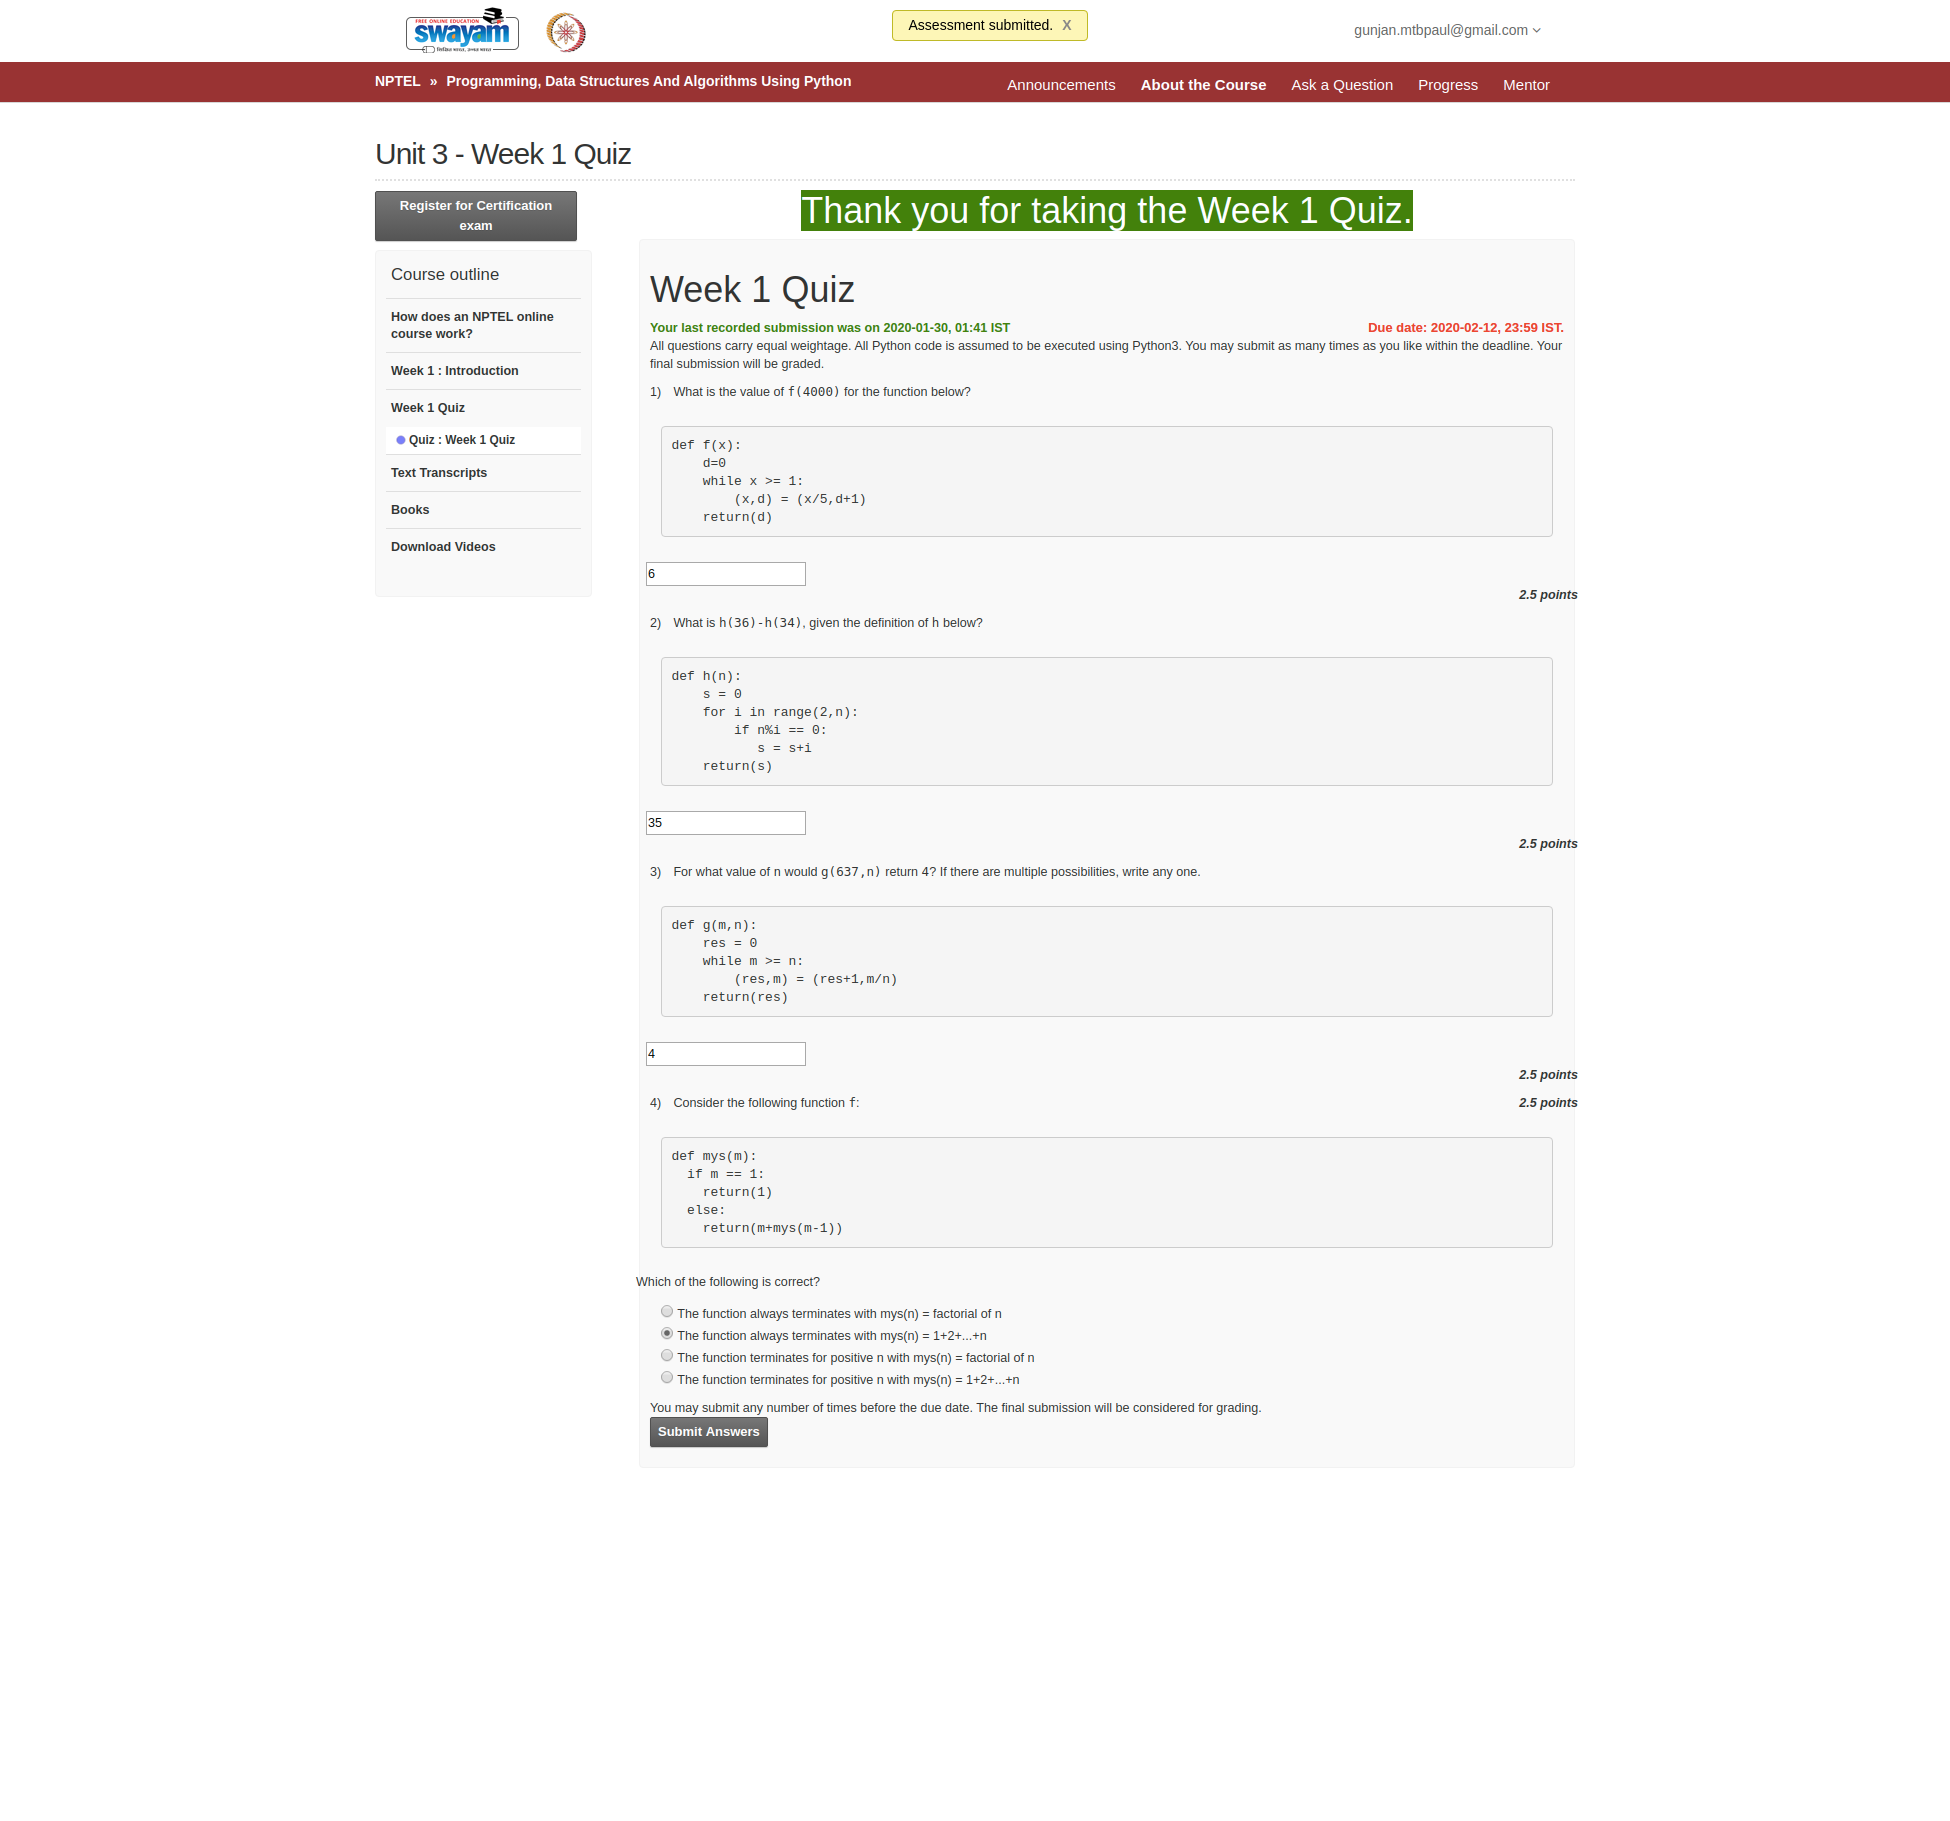 FREE ONLINE EDUCATION
swayam
शिक्षित भारत, उन्नत भारत
Assessment submitted. X
gunjan.mtbpaul@gmail.com
NPTEL » Programming, Data Structures And Algorithms Using Python
Announcements About the Course Ask a Question Progress Mentor
Unit 3 - Week 1 Quiz
Register for Certification
exam
Course outline
How does an NPTEL online
course work?
Week 1 : Introduction
Week 1 Quiz
Quiz : Week 1 Quiz
Text Transcripts
Books
Download Videos
Thank you for taking the Week 1 Quiz.
Week 1 Quiz
Your last recorded submission was on 2020-01-30, 01:41 IST Due date: 2020-02-12, 23:59 IST.
All questions carry equal weightage. All Python code is assumed to be executed using Python3. You may submit as many times as you like within the deadline. Your
final submission will be graded.
1) What is the value of f(4000) for the function below?
def f(x):
    d=0
    while x >= 1:
        (x,d) = (x/5,d+1)
    return(d)
6
2.5 points
2) What is h(36)-h(34), given the definition of h below?
def h(n):
    s = 0
    for i in range(2,n):
        if n%i == 0:
           s = s+i
    return(s)
35
2.5 points
3) For what value of n would g(637,n) return 4? If there are multiple possibilities, write any one.
def g(m,n):
    res = 0
    while m >= n:
        (res,m) = (res+1,m/n)
    return(res)
4
2.5 points
4) Consider the following function f: 2.5 points
def mys(m):
  if m == 1:
    return(1)
  else:
    return(m+mys(m-1))
Which of the following is correct?
The function always terminates with mys(n) = factorial of n
The function always terminates with mys(n) = 1+2+...+n
The function terminates for positive n with mys(n) = factorial of n
The function terminates for positive n with mys(n) = 1+2+...+n
You may submit any number of times before the due date. The final submission will be considered for grading.
Submit Answers